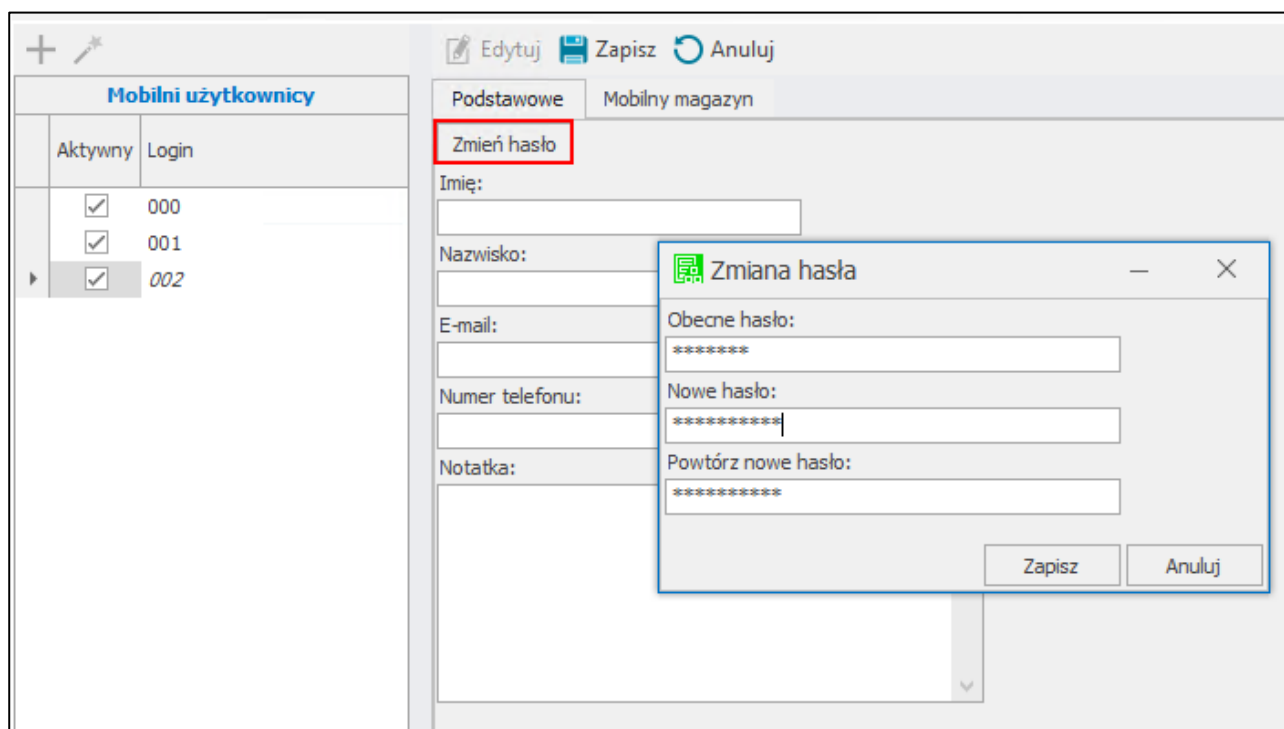 Edytuj Zapisz Anuluj
Mobilni użytkownicy
Aktywny Login
000
001
002
Podstawowe Mobilny magazyn
Zmień hasło
Imię:
Nazwisko:
E-mail:
Numer telefonu:
Notatka:
Zmiana hasła
Obecne hasło:
*******
Nowe hasło:
**********
Powtórz nowe hasło:
**********
Zapisz Anuluj